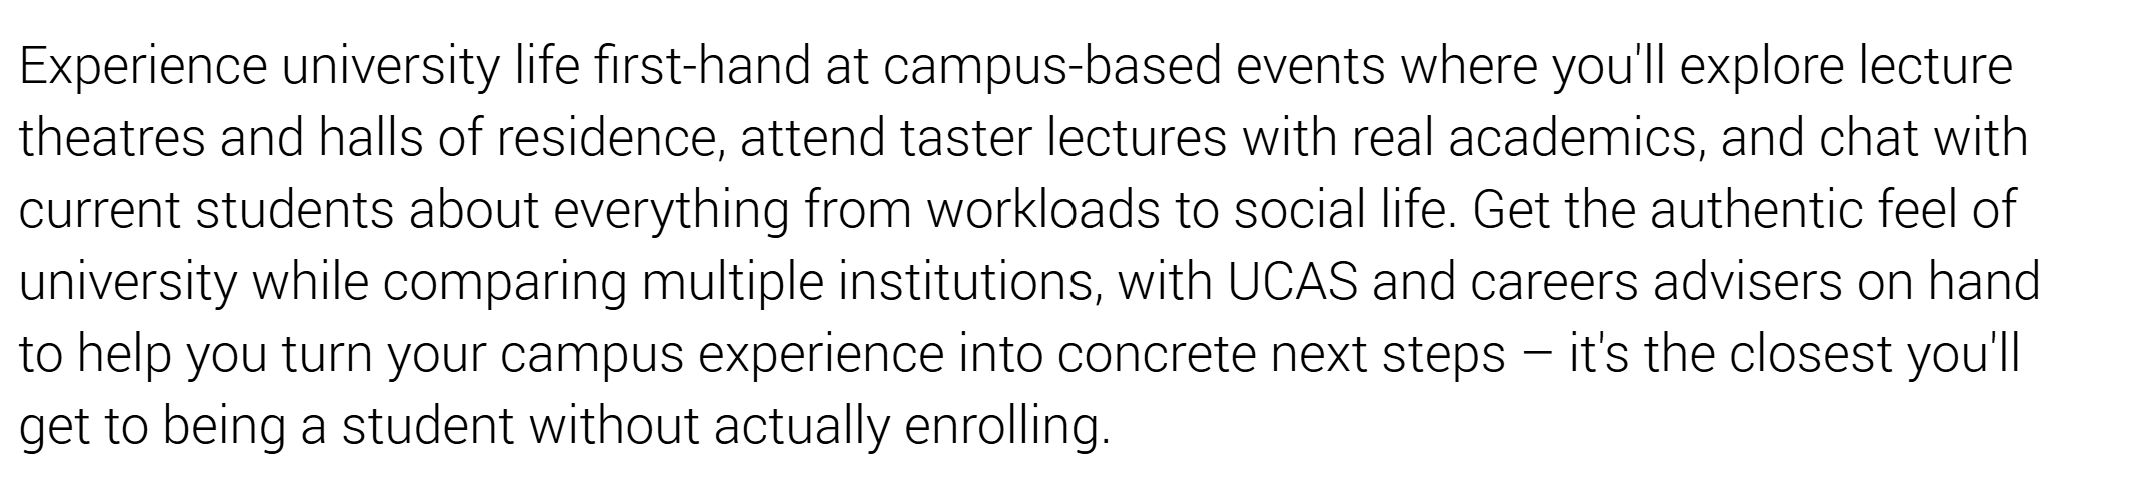 Experience university life first-hand at campus-based events where you'll explore lecture
theatres and halls of residence, attend taster lectures with real academics, and chat with
current students about everything from workloads to social life. Get the authentic feel of
university while comparing multiple institutions, with UCAS and careers advisers on hand
to help you turn your campus experience into concrete next steps – it's the closest you'll
get to being a student without actually enrolling.